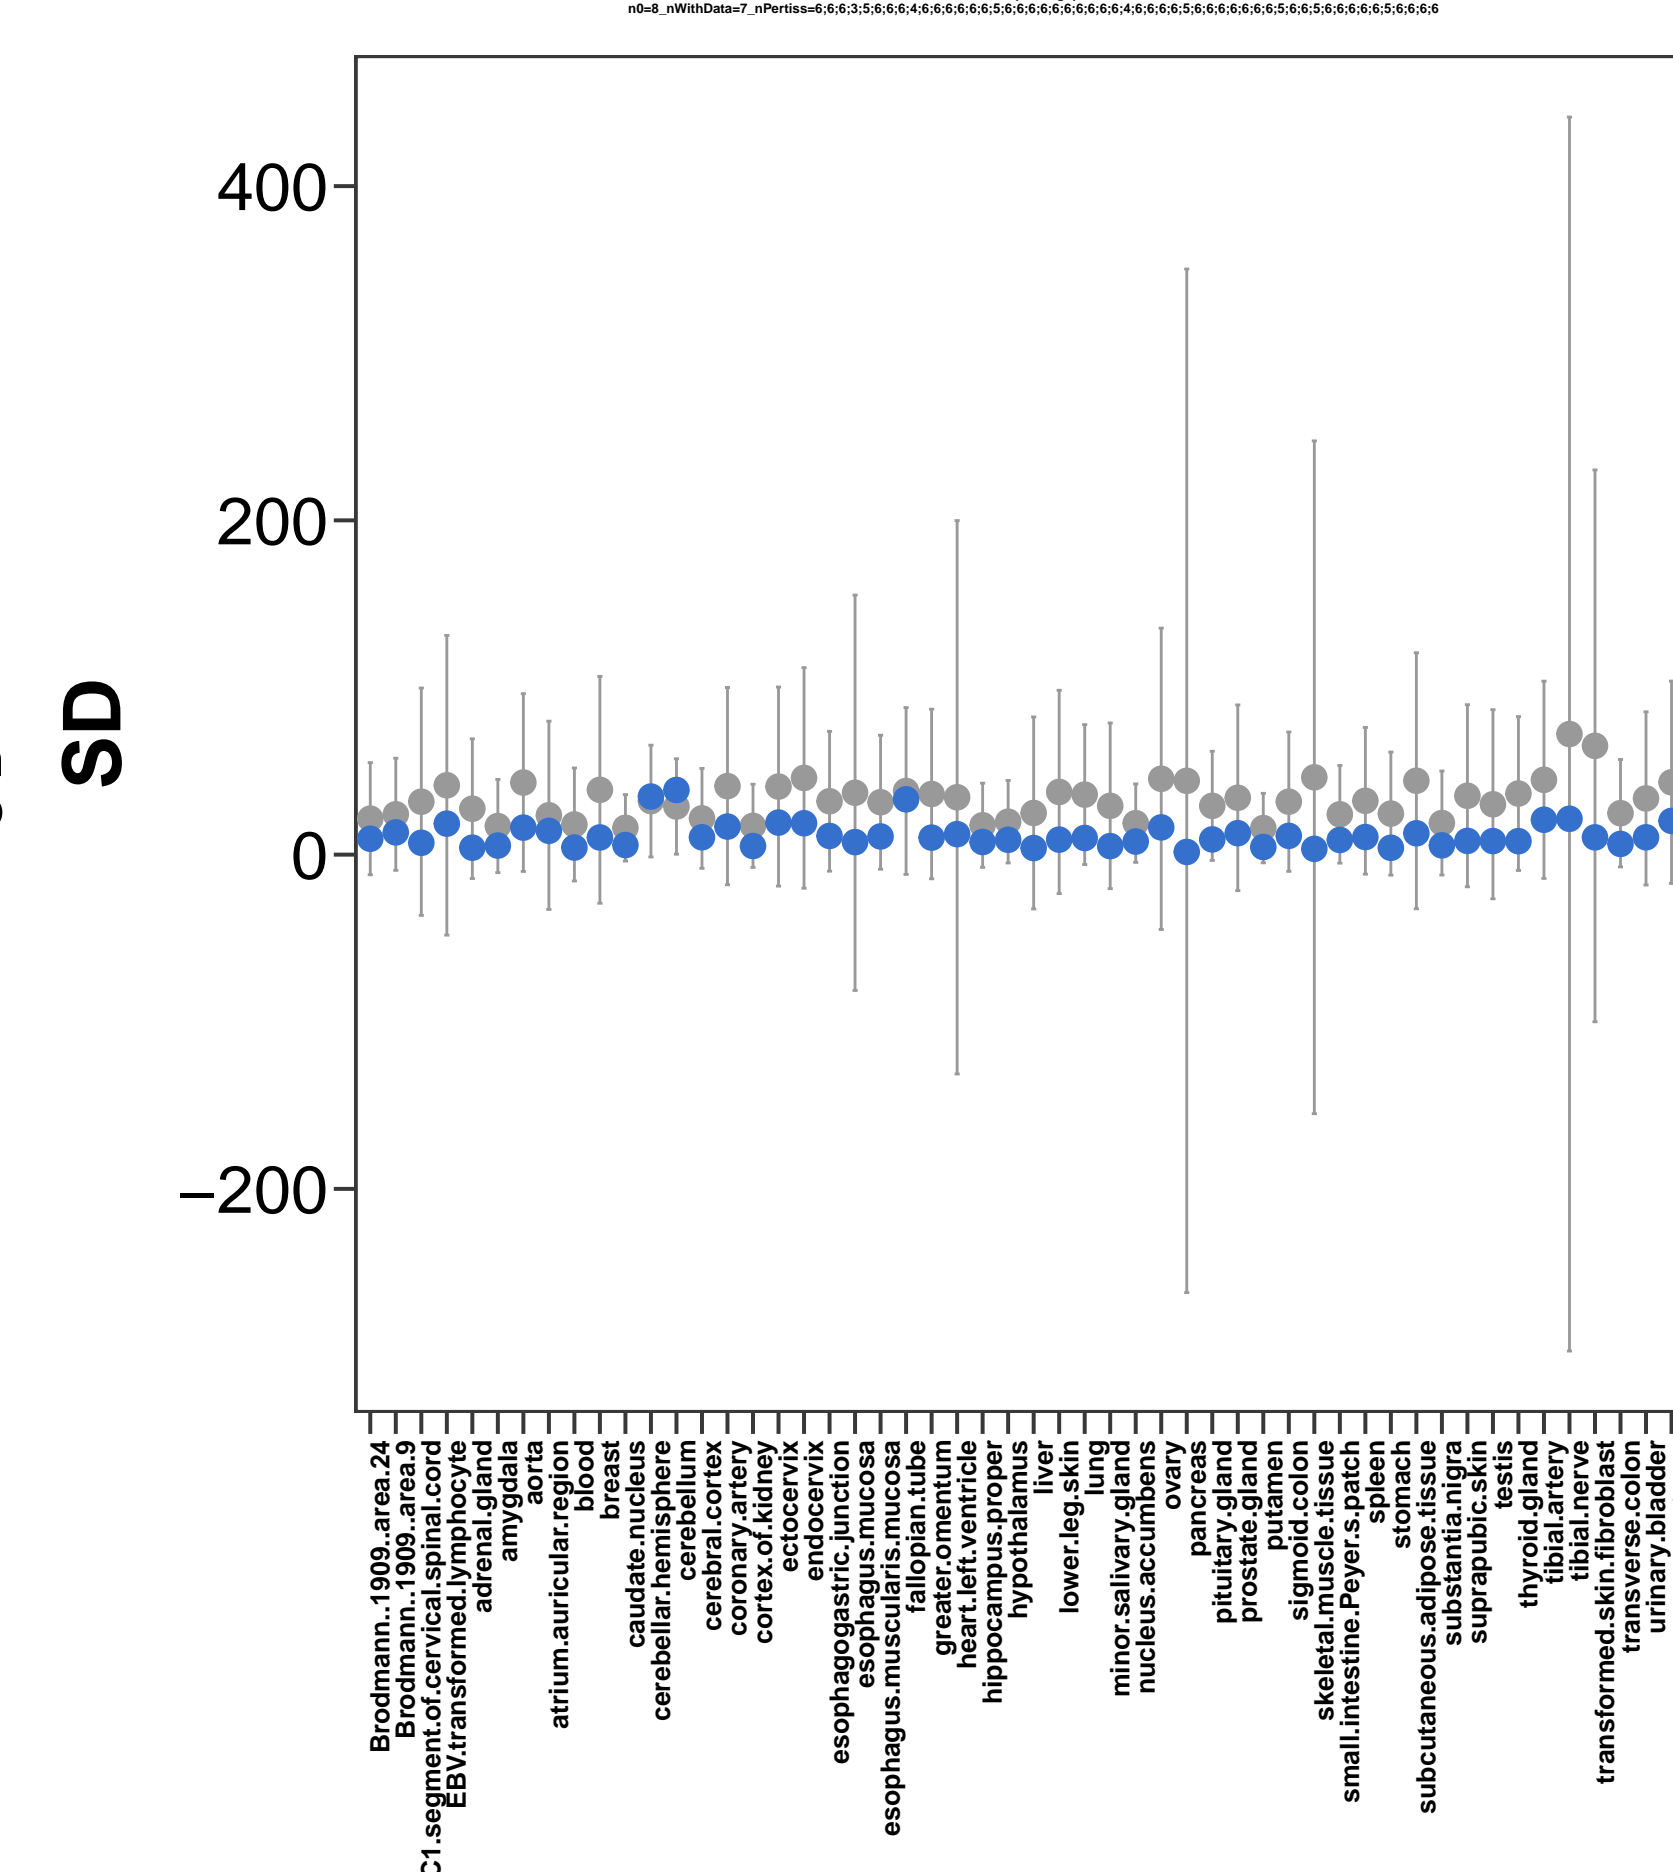 n0=8_nWithData=7_nPertiss=6;6;6;3;5;6;6;6;4;6;6;6;6;6;6;5;6;6;6;6;6;6;6;6;6;6;4;6;6;6;6;5;6;6;6;6;6;6;6;5;6;6;5;6;6;6;6;6;5;6;6;6;6
SD
400
200
0
−200
Brodmann..1909..area.24
Brodmann..1909..area.9
C1.segment.of.cervical.spinal.cord
EBV.transformed.lymphocyte
adrenal.gland
amygdala
aorta
atrium.auricular.region
blood
breast
caudate.nucleus
cerebellar.hemisphere
cerebellum
cerebral.cortex
coronary.artery
cortex.of.kidney
ectocervix
endocervix
esophagogastric.junction
esophagus.mucosa
esophagus.muscularis.mucosa
fallopian.tube
greater.omentum
heart.left.ventricle
hippocampus.proper
hypothalamus
liver
lower.leg.skin
lung
minor.salivary.gland
nucleus.accumbens
ovary
pancreas
pituitary.gland
prostate.gland
putamen
sigmoid.colon
skeletal.muscle.tissue
small.intestine.Peyer.s.patch
spleen
stomach
subcutaneous.adipose.tissue
substantia.nigra
suprapubic.skin
testis
thyroid.gland
tibial.artery
tibial.nerve
transformed.skin.fibroblast
transverse.colon
urinary.bladder